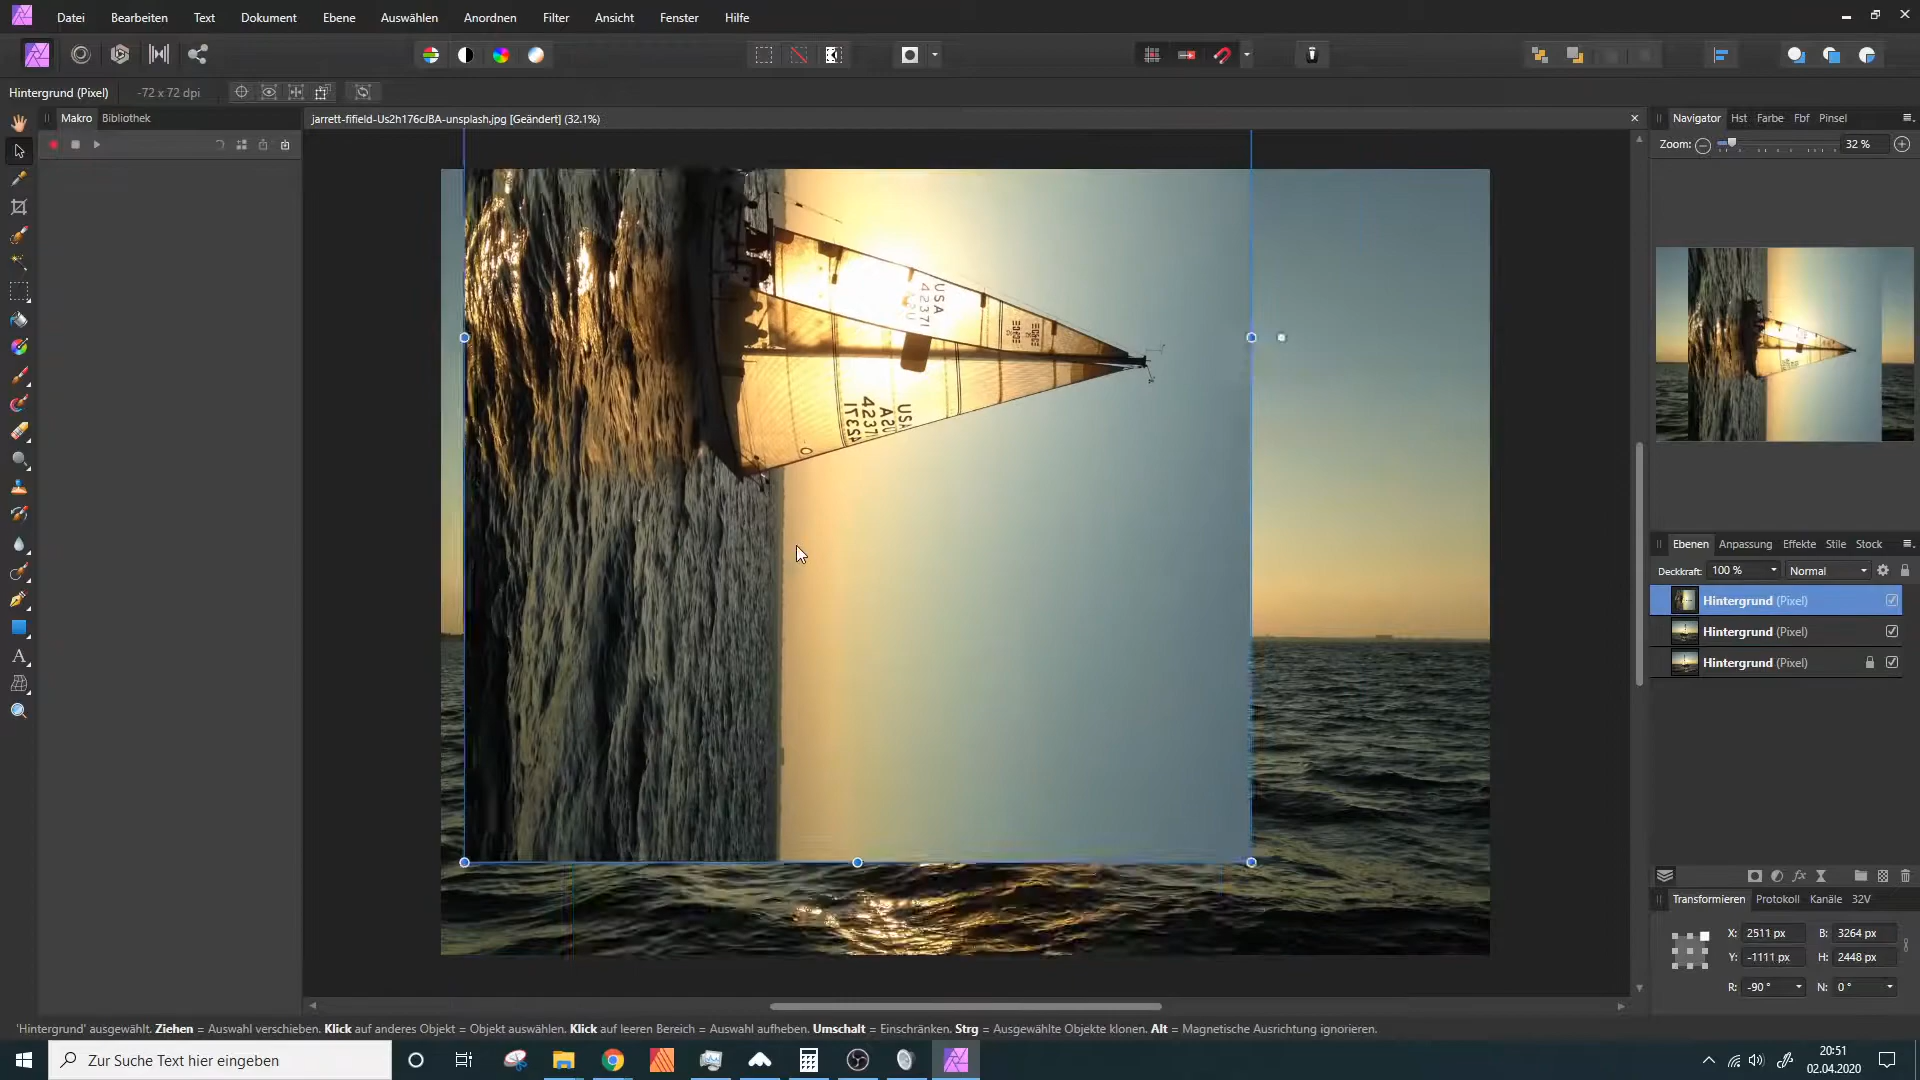 Datei Bearbeiten Text Dokument Ebene Auswählen Anordnen Filter Ansicht Fenster Hilfe
Hintergrund (Pixel) -72 x 72 dpi
Makro Bibliothek
jarrett-fifield-Us2h176cJBA-unsplash.jpg [Geändert] (32.1%)
Navigator Hst Farbe Fbf Pinsel
Zoom: 32 %
USA
42371
USA
42371
Ebenen Anpassung Effekte Stile Stock
Deckkraft: 100 % Normal
Hintergrund (Pixel)
Hintergrund (Pixel)
Hintergrund (Pixel)
Transformieren Protokoll Kanäle 32V
X: 2511 px B: 3264 px
Y: -1111 px H: 2448 px
R: -90 ° N: 0 °
'Hintergrund' ausgewählt. Ziehen = Auswahl verschieben. Klick auf anderes Objekt = Objekt auswählen. Klick auf leeren Bereich = Auswahl aufheben. Umschalt = Einschränken. Strg = Ausgewählte Objekte klonen. Alt = Magnetische Ausrichtung ignorieren.
Zur Suche Text hier eingeben
20:51
02.04.2020